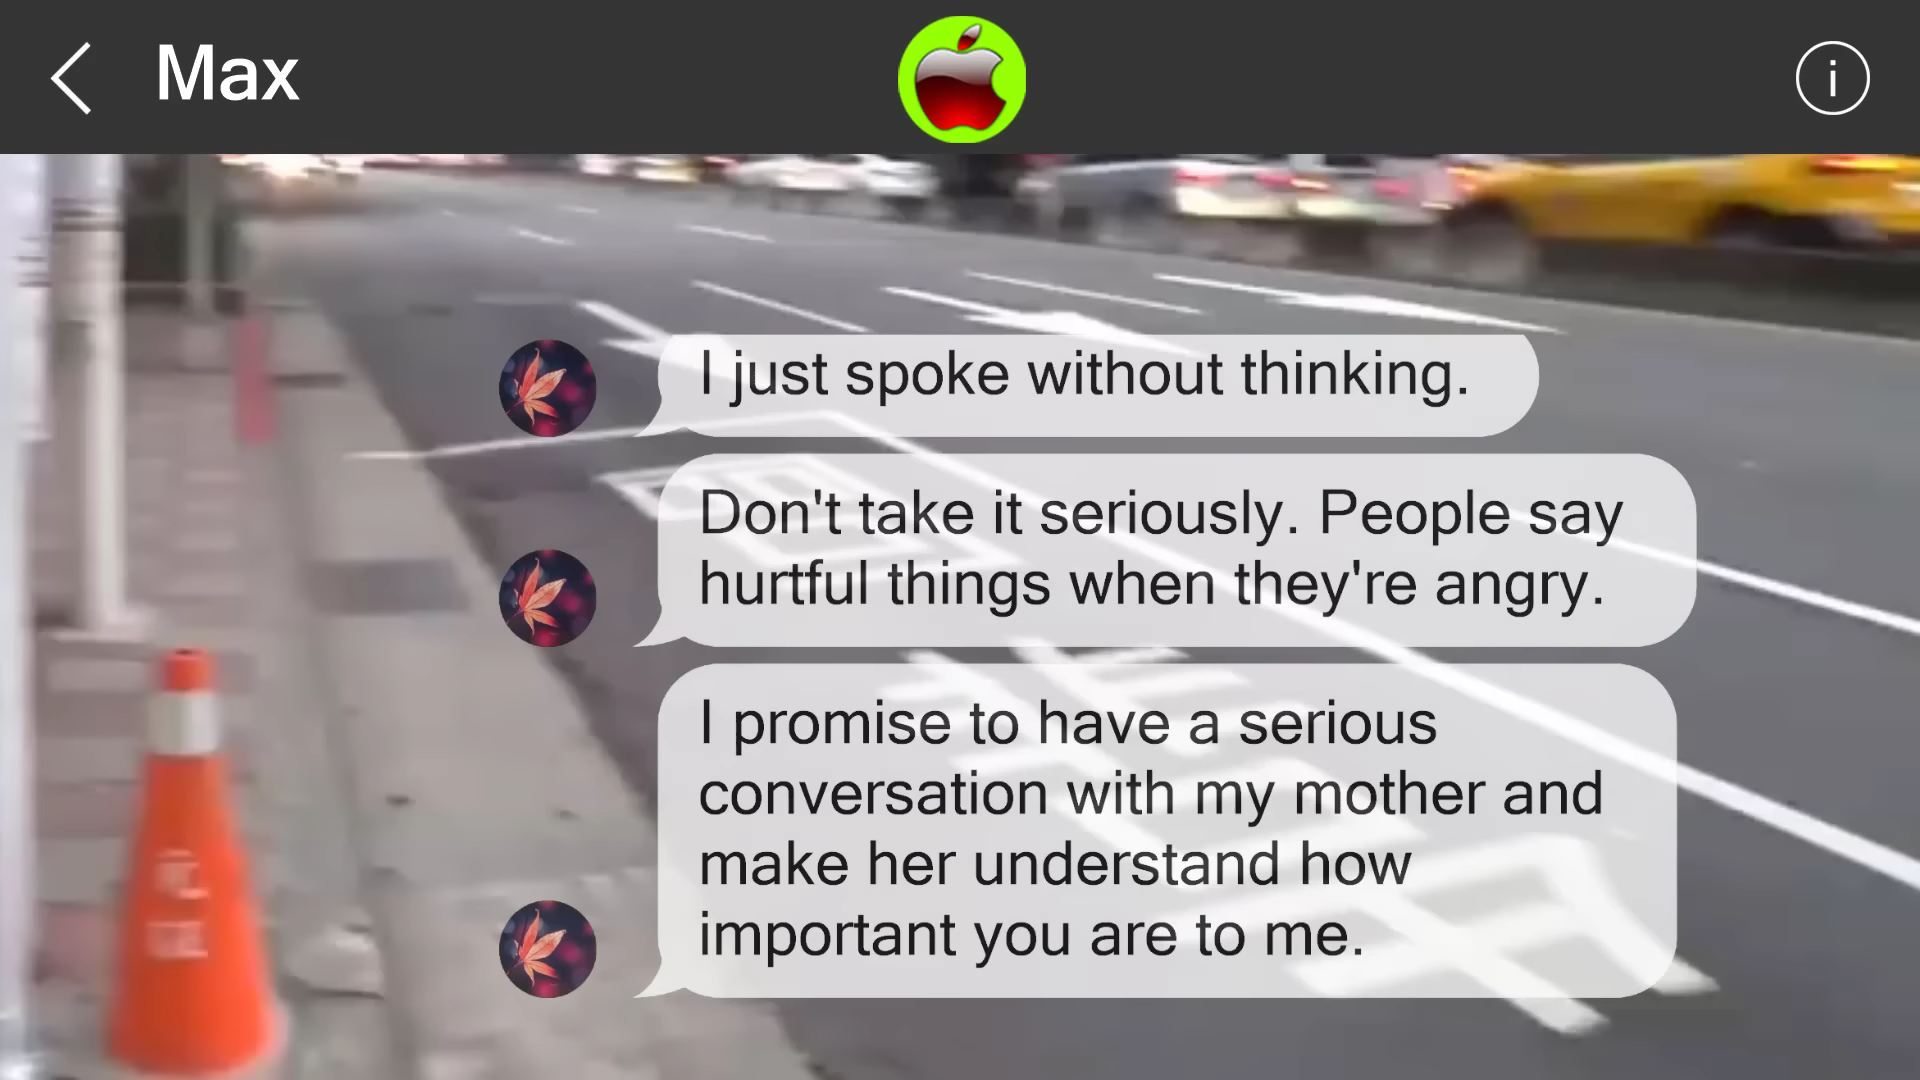 Max
I just spoke without thinking.
Don't take it seriously. People say
hurtful things when they're angry.
I promise to have a serious
conversation with my mother and
make her understand how
important you are to me.